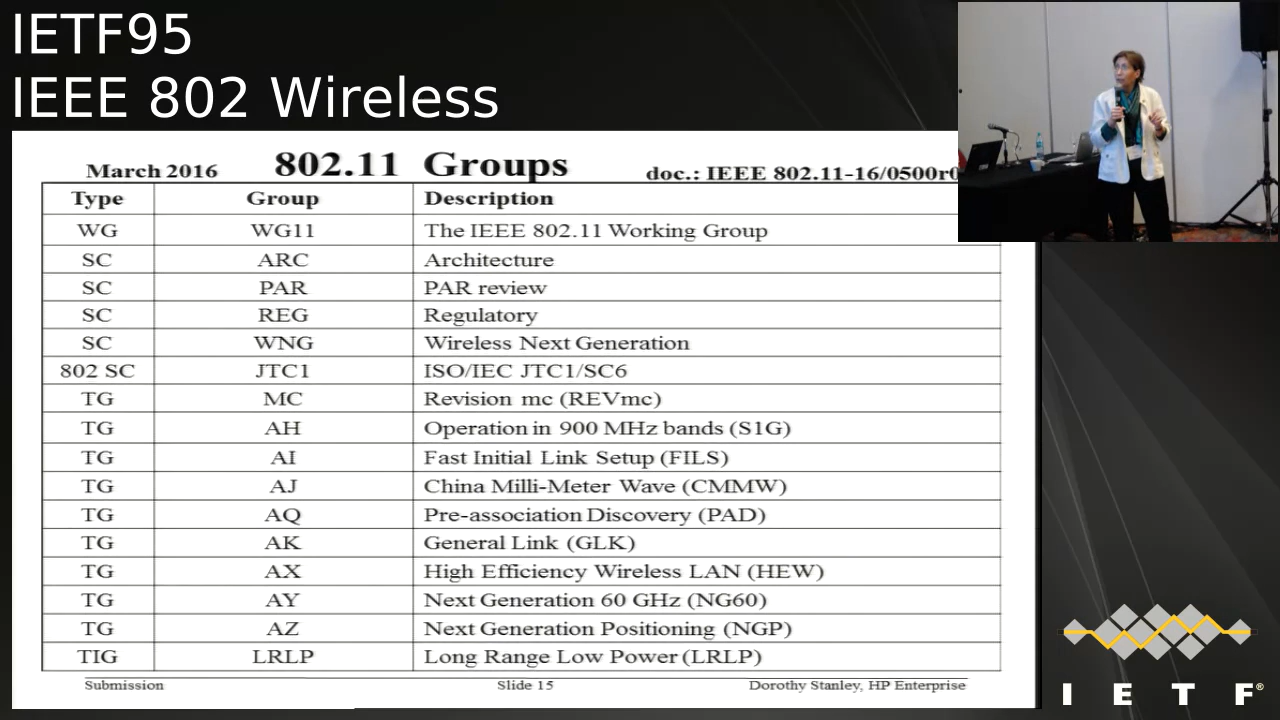 IETF95
IEEE 802 Wireless
March 2016 802.11 Groups doc.: IEEE 802.11-16/0500r0
Type Group Description
WG WG11 The IEEE 802.11 Working Group
SC ARC Architecture
SC PAR PAR review
SC REG Regulatory
SC WNG Wireless Next Generation
802 SC JTC1 ISO/IEC JTC1/SC6
TG MC Revision mc (REVmc)
TG AH Operation in 900 MHz bands (S1G)
TG AI Fast Initial Link Setup (FILS)
TG AJ China Milli-Meter Wave (CMMW)
TG AQ Pre-association Discovery (PAD)
TG AK General Link (GLK)
TG AX High Efficiency Wireless LAN (HEW)
TG AY Next Generation 60 GHz (NG60)
TG AZ Next Generation Positioning (NGP)
TIG LRLP Long Range Low Power (LRLP)
Submission Slide 15 Dorothy Stanley, HP Enterprise
I E T F®